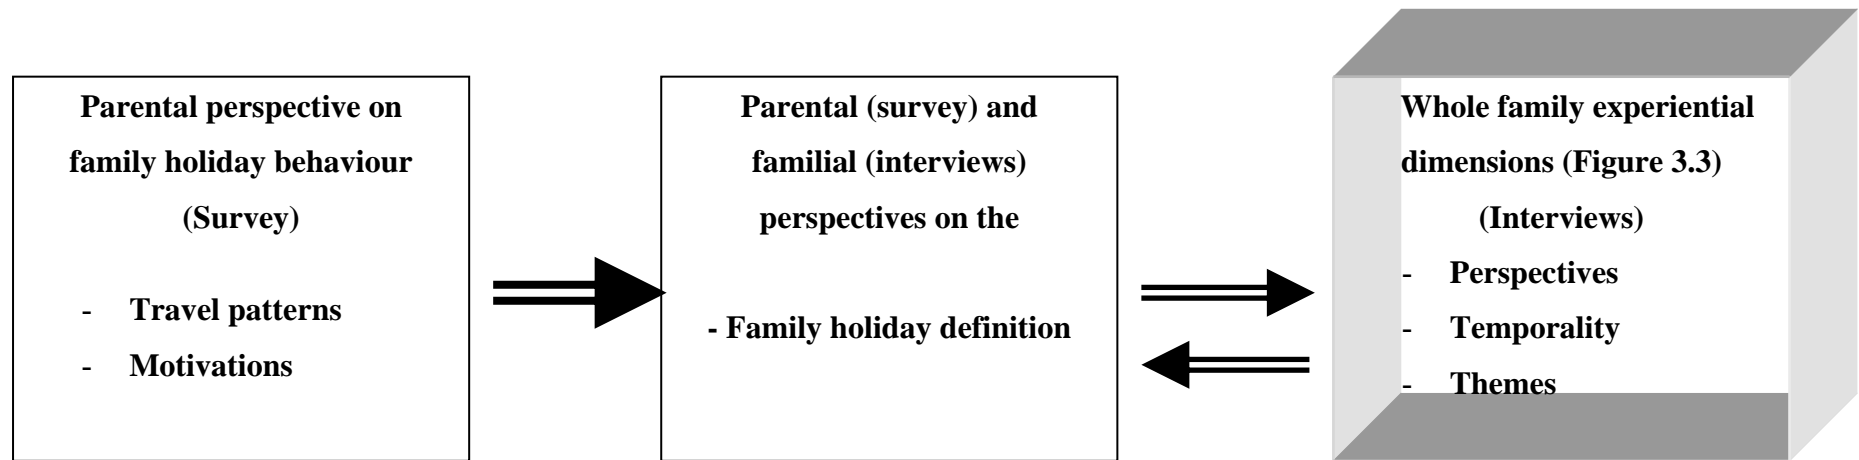 Parental perspective on
family holiday behaviour
(Survey)
- Travel patterns
- Motivations
Parental (survey) and
familial (interviews)
perspectives on the
- Family holiday definition
Whole family experiential
dimensions (Figure 3.3)
(Interviews)
- Perspectives
- Temporality
- Themes